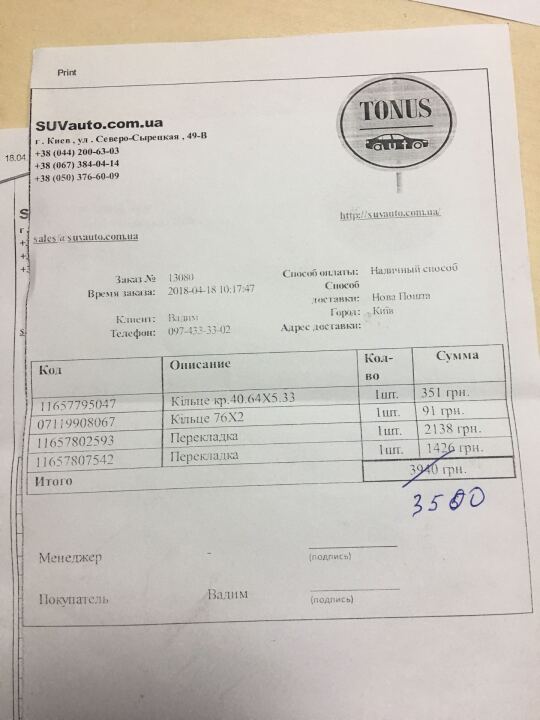 Print
SUVauto.com.ua
г . Киев , ул . Северо-Сырецкая , 49-В
+38 (044) 200-63-03
+38 (067) 384-04-14
+38 (050) 376-60-09
TONUS
auto
18.04.
http://suvauto.com.ua/
sales@suvauto.com.ua
Заказ № 13080
Время заказа: 2018-04-18 10:17:47
Клиент: Вадим
Телефон: 097-433-33-02
Способ оплаты: Наличный способ
Способ
доставки: Нова Пошта
Город: Київ
Адрес доставки:
Код Описание Кол-во Сумма
11657795047 Кільце кр.40.64X5.33 1шт. 351 грн.
07119908067 Кільце 76X2 1шт. 91 грн.
11657802593 Перекладка 1шт. 2138 грн.
11657807542 Перекладка 1шт. 1426 грн.
Итого 3940 грн.
3500
Менеджер - (подпись)
Покупатель Вадим (подпись)